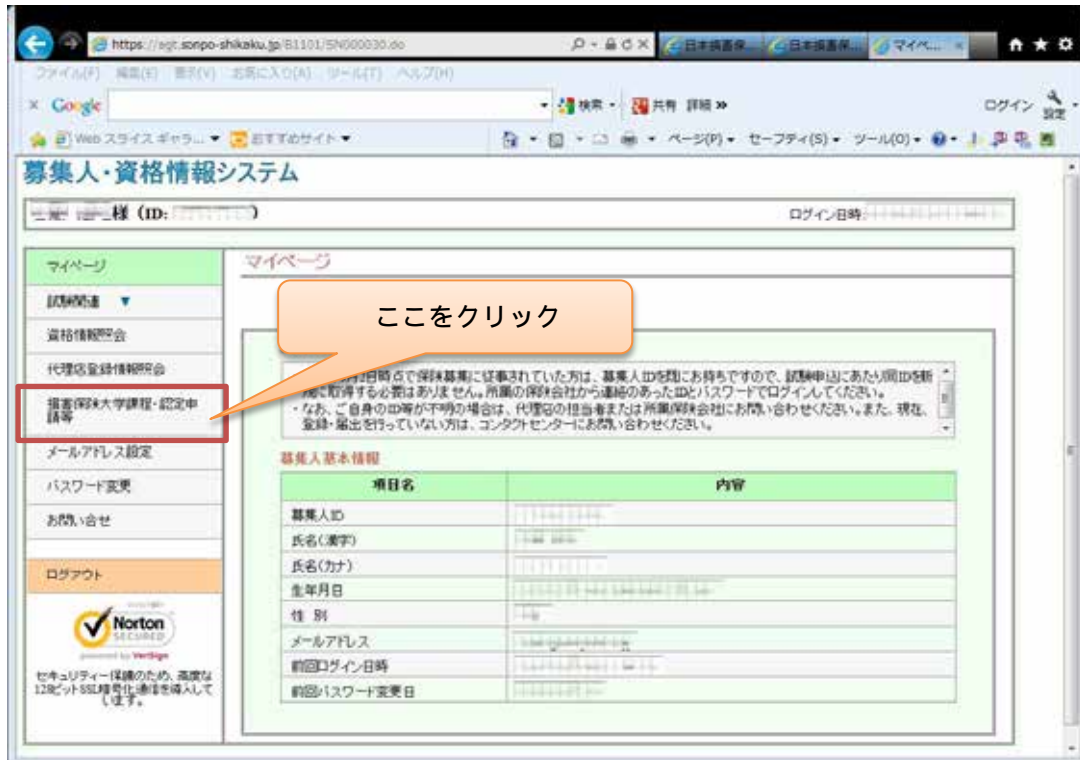 https://agt.sonpo-shikaku.jp/B1101/SN000030.do
日本損害保... 日本損害保... マイペ...
ファイル(F) 編集(E) 表示(V) お気に入り(A) ツール(T) ヘルプ(H)
Google 検索 共有 詳細 » ログイン 設定
Web スライス ギャラ... おすすめサイト ページ(P) セーフティ(S) ツール(O)
募集人・資格情報システム
様 (ID: ) ログイン日時:
マイページ
試験関連 ▼
資格情報照会
代理店登録情報照会
損害保険大学課程・認定申
請等
メールアドレス設定
パスワード変更
お問い合せ
ログアウト
Norton
SECURED
powered by VeriSign
セキュリティー保護のため、高度な
128ビットSSL暗号化通信を導入して
います。
マイページ
ここをクリック
日時点で保険募集に従事されていた方は、募集人IDを既にお持ちですので、試験申込にあたり同IDを新
規に取得する必要はありません。所属の保険会社から連絡のあったIDとパスワードでログインしてください。
・なお、ご自身のID等が不明の場合は、代理店の担当者または所属保険会社にお問い合わせください。また、現在、
登録・届出を行っていない方は、コンタクトセンターにお問い合わせください。
募集人基本情報
項目名 内容
募集人ID
氏名(漢字)
氏名(カナ)
生年月日
性 別
メールアドレス
前回ログイン日時
前回パスワード変更日